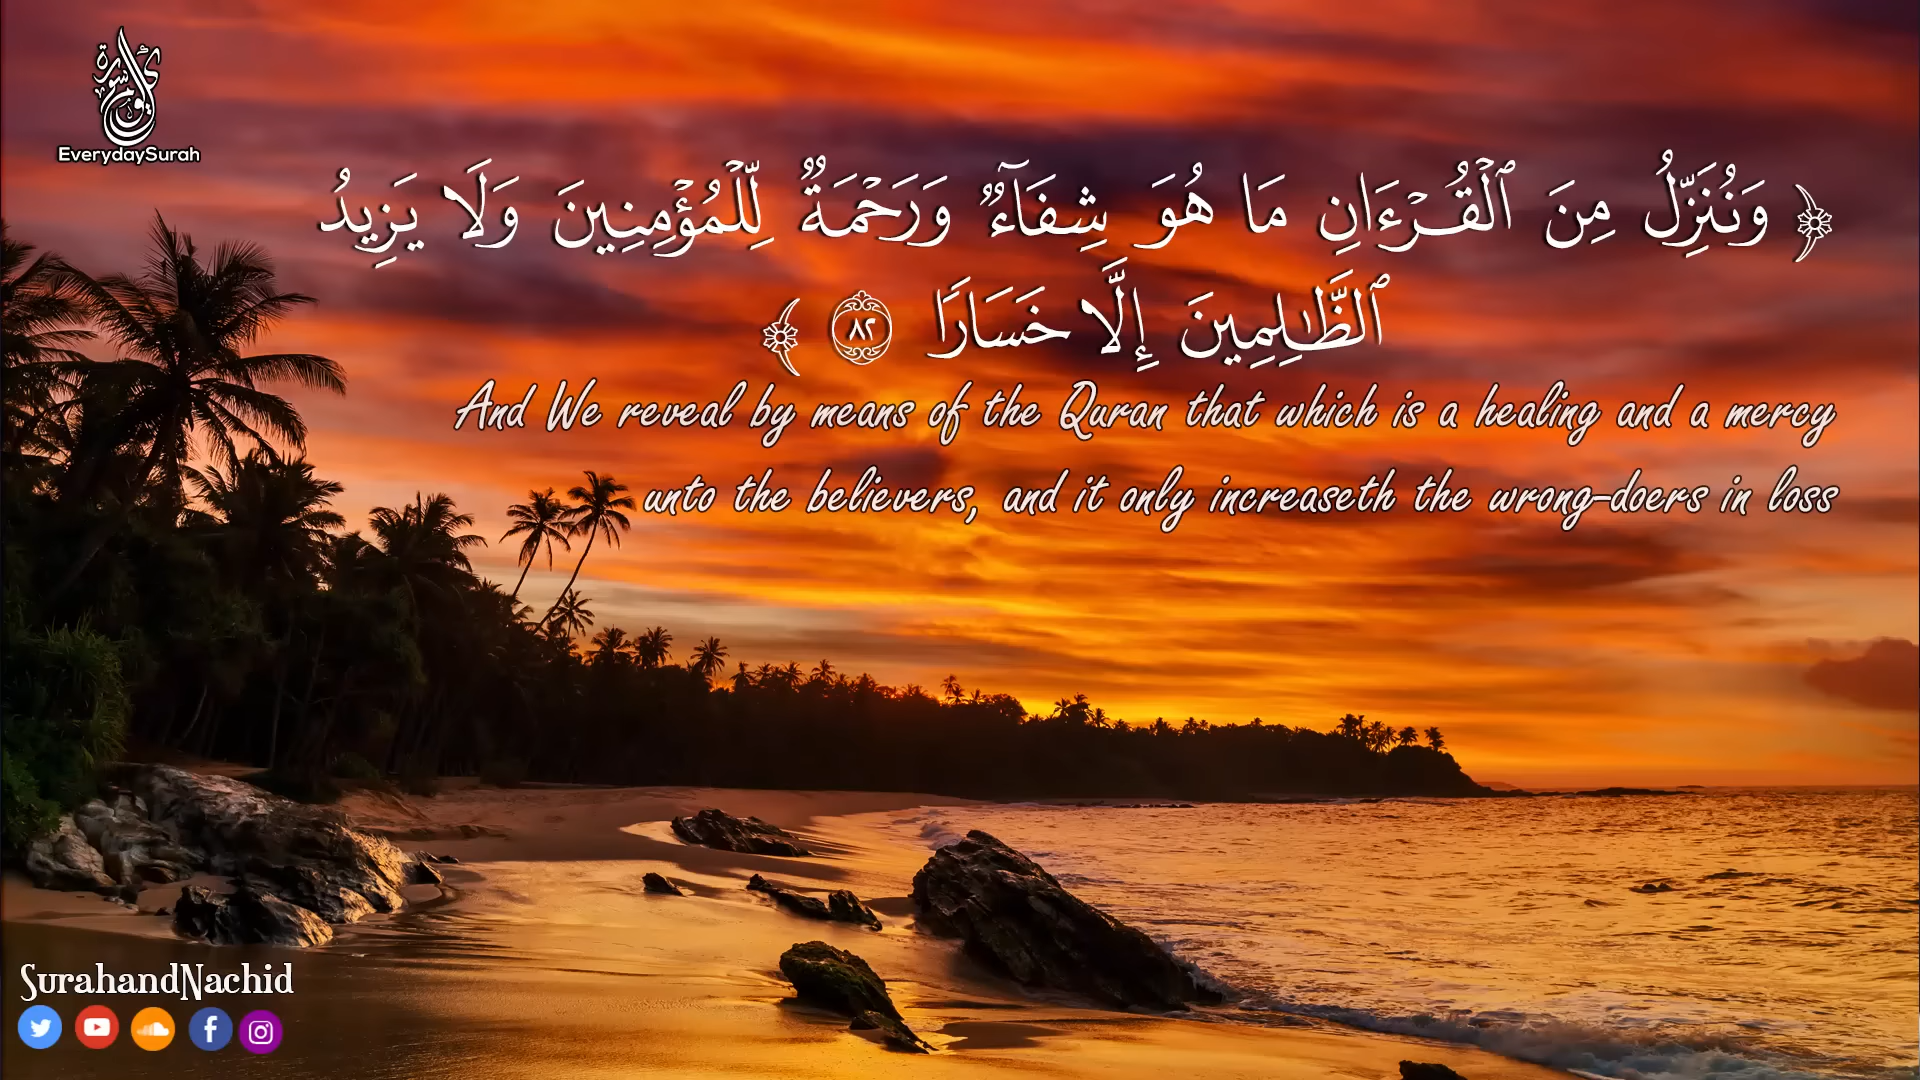 EverydaySurah
﴿ وَنُنَزِّلُ مِنَ ٱلْقُرْءَانِ مَا هُوَ شِفَآءٌ وَرَحْمَةٌ لِّلْمُؤْمِنِينَ وَلَا يَزِيدُ
ٱلظَّـٰلِمِينَ إِلَّا خَسَارًا ٨٢ ﴾
And We reveal by means of the Quran that which is a healing and a mercy
unto the believers, and it only increaseth the wrong-doers in loss
SurahandNachid